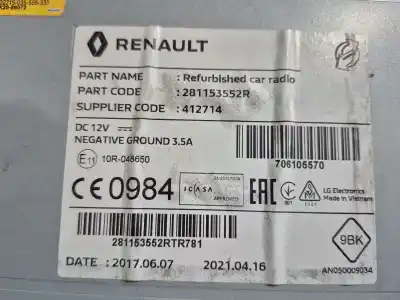 RENAULT
PART NAME : Refurbished car radio
PART CODE : 281153552R
SUPPLIER CODE : 412714
DC 12V
NEGATIVE GROUND 3.5A
E11 10R-048650
706105570
CE 0984
ICASA
APPROVED
EAC
LG Electronics
Made in Vietnam
281153552RTR781
9BK
DATE : 2017.06.07 2021.04.16
AN050009034